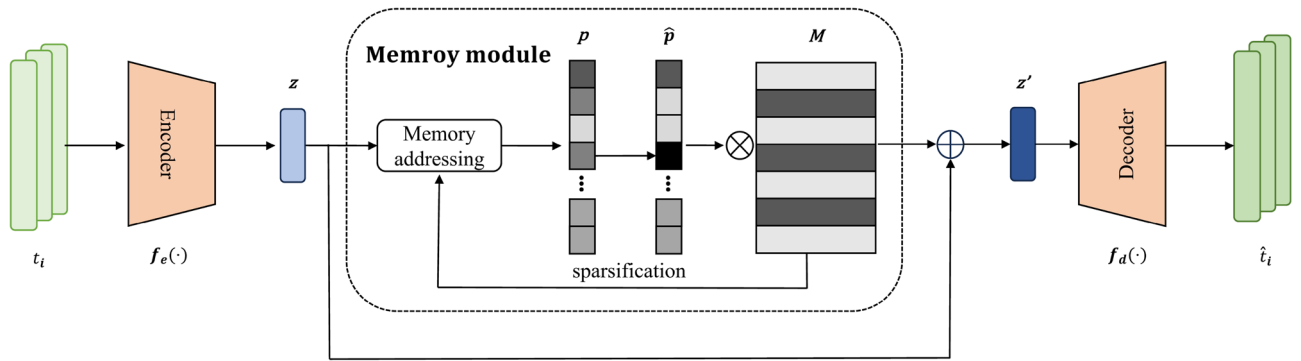 Memroy module
p
p̂
M
z
z'
Encoder
Memory
addressing
Decoder
sparsification
t_i
f_e(·)
f_d(·)
t̂_i